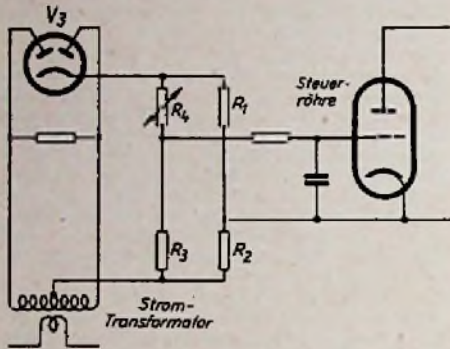 V3
Steuer-
röhre
R4
R1
R3
R2
Strom-
Transformator